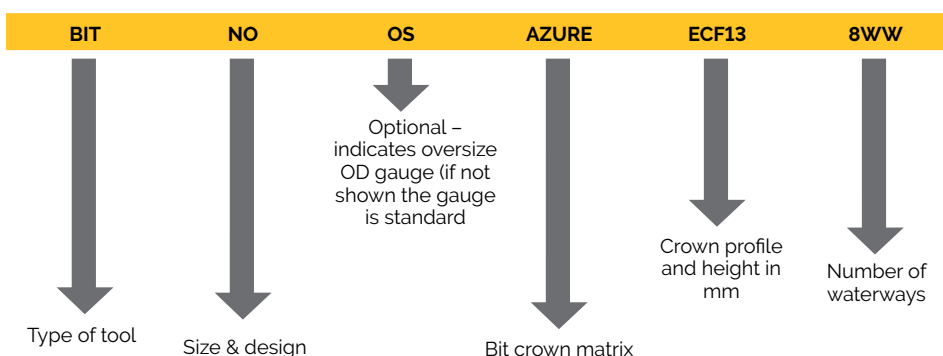 BIT NO OS AZURE ECF13 8WW
Optional –
indicates oversize
OD gauge (if not
shown the gauge
is standard
Crown profile
and height in
mm
Number of
waterways
Type of tool
Size & design
Bit crown matrix